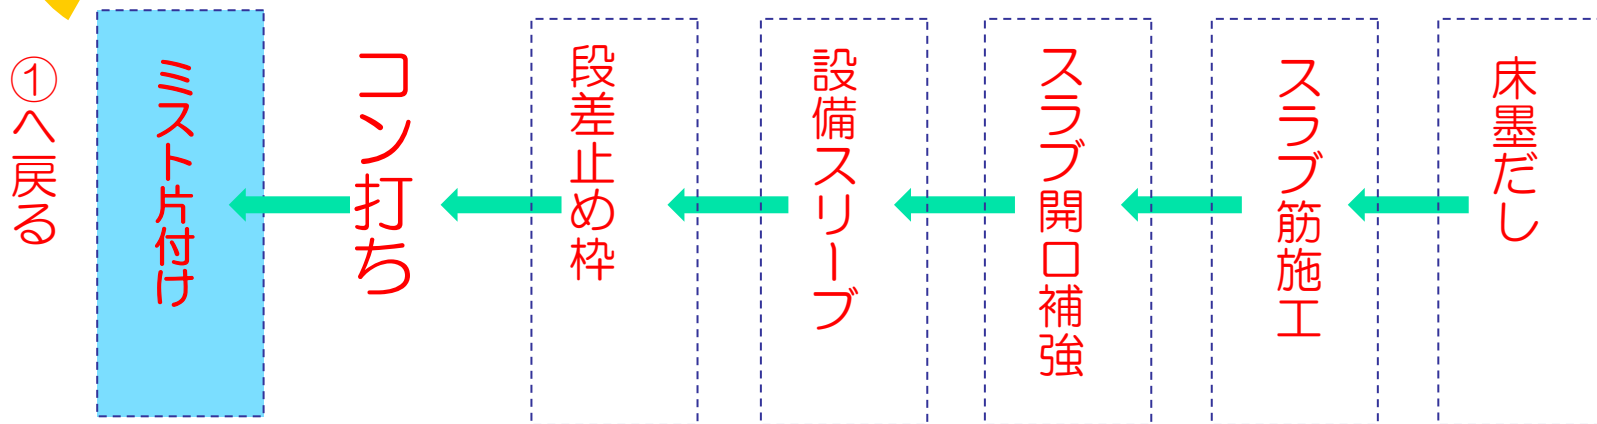 床墨だし
スラブ筋施工
スラブ開口補強
設備スリーブ
段差止め枠
コン打ち
ミスト片付け
①へ戻る